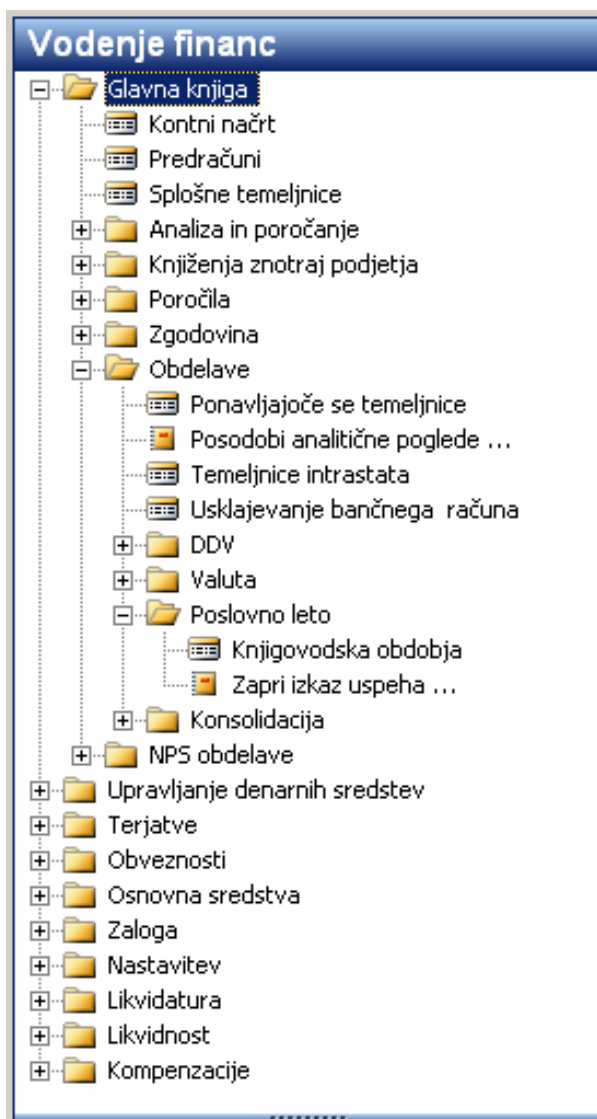 Vodenje financ
Glavna knjiga
Kontni načrt
Predračuni
Splošne temeljnice
Analiza in poročanje
Knjiženja znotraj podjetja
Poročila
Zgodovina
Obdelave
Ponavljajoče se temeljnice
Posodobi analitične poglede ...
Temeljnice intrastata
Usklajevanje bančnega računa
DDV
Valuta
Poslovno leto
Knjigovodska obdobja
Zapri izkaz uspeha ...
Konsolidacija
NPS obdelave
Upravljanje denarnih sredstev
Terjatve
Obveznosti
Osnovna sredstva
Zaloga
Nastavitev
Likvidatura
Likvidnost
Kompenzacije